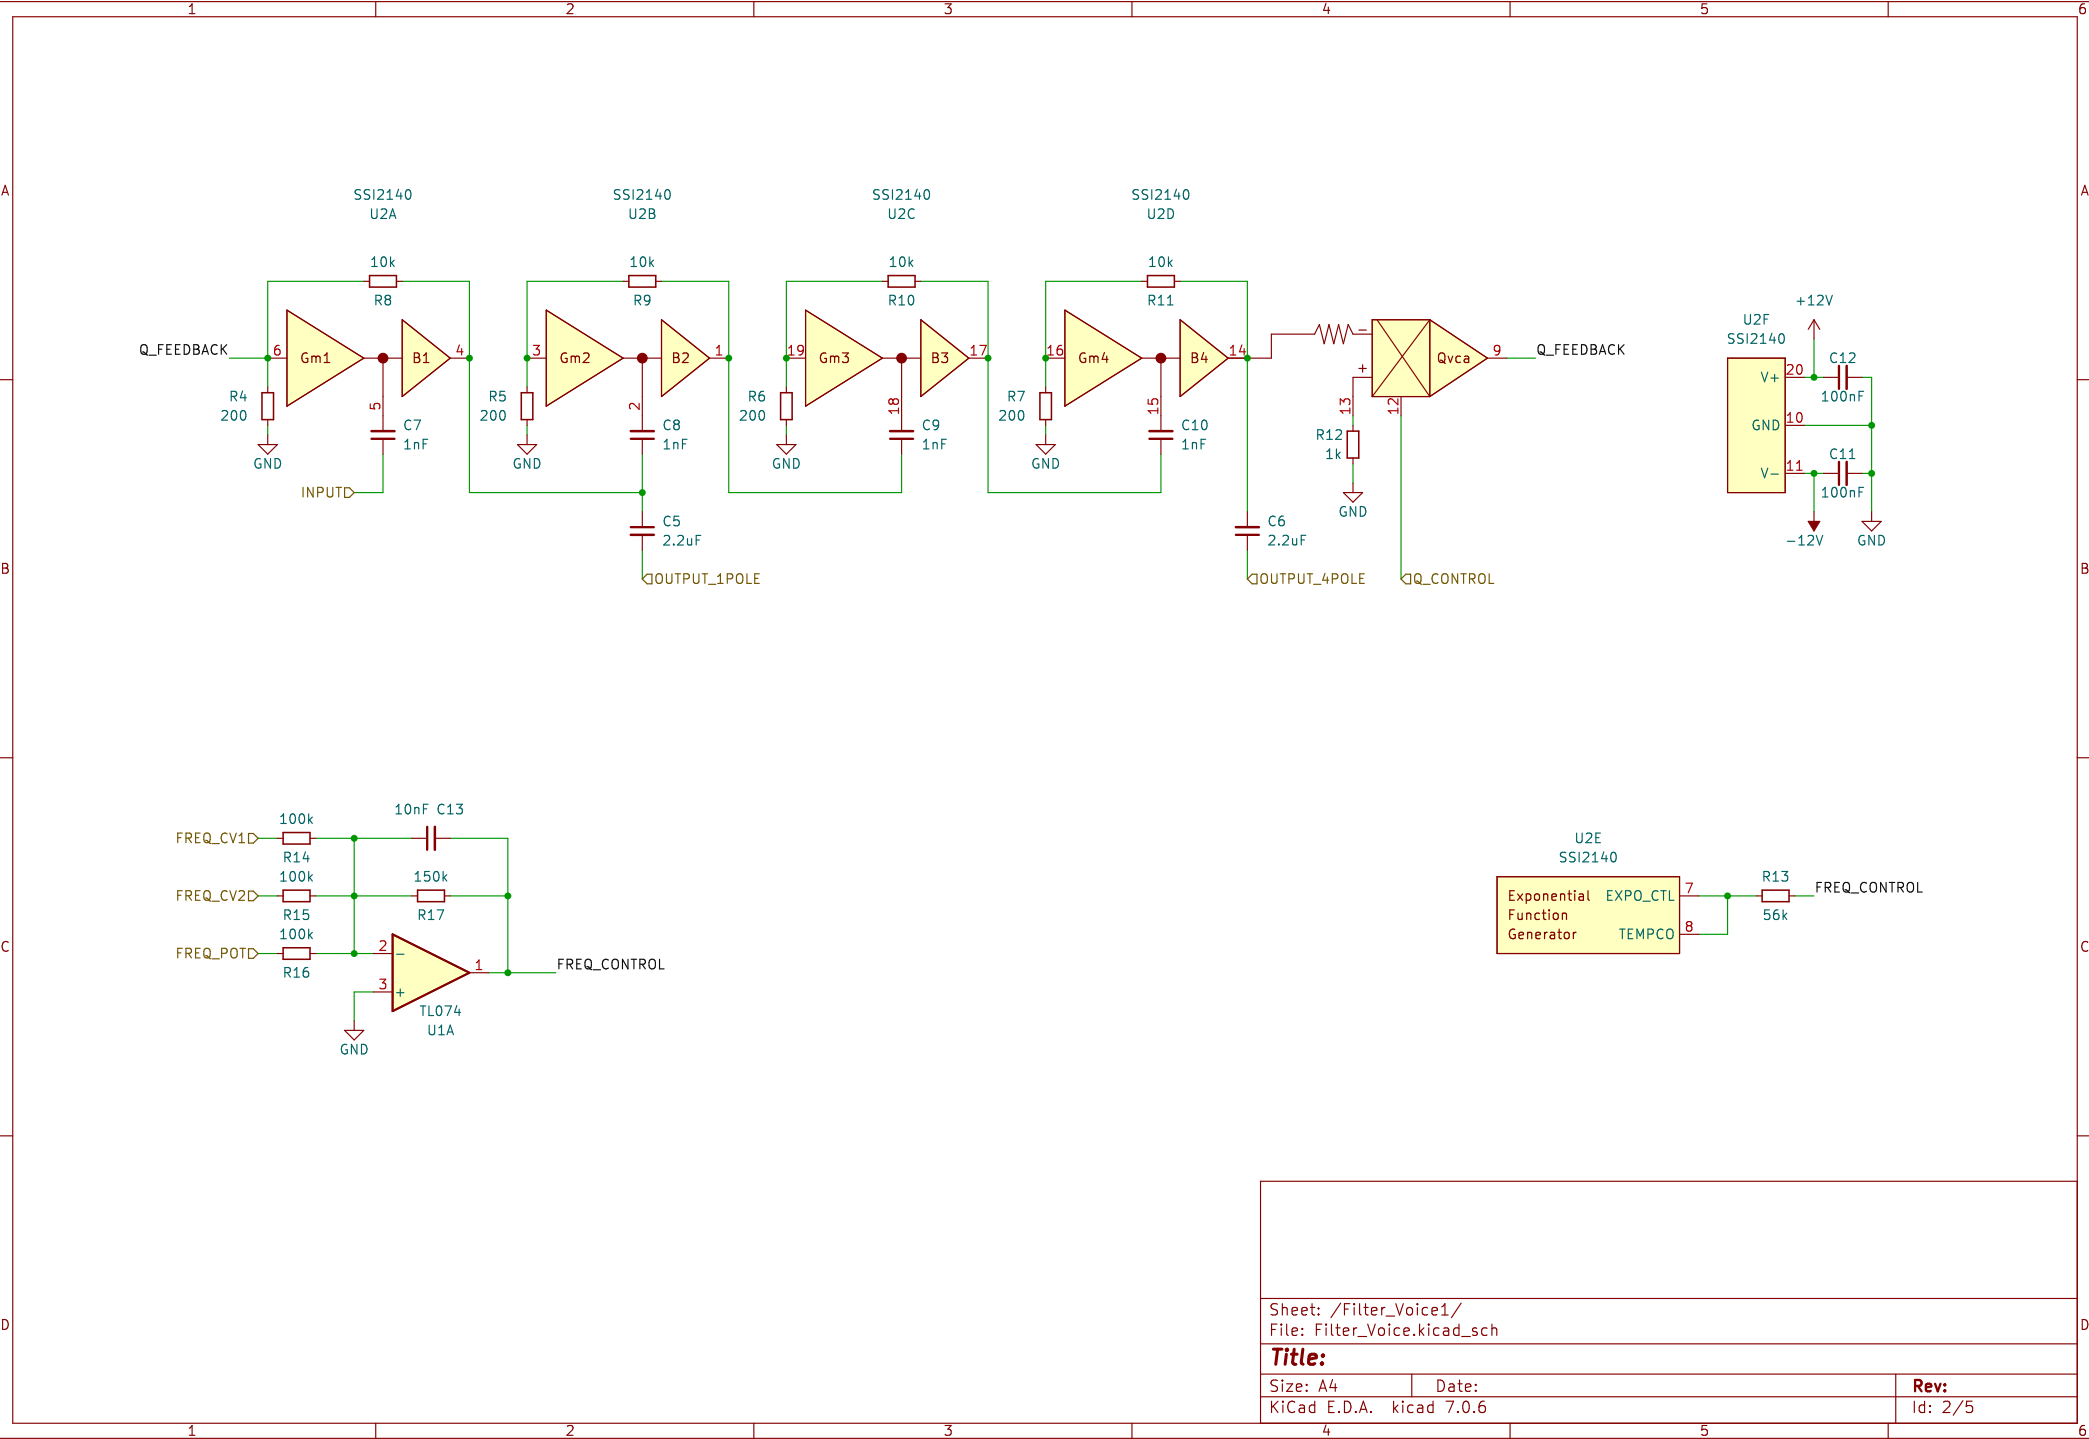 1 2 3 4 5 6
A A
SSI2140 SSI2140 SSI2140 SSI2140
U2A U2B U2C U2D
10k 10k 10k 10k
R8 R9 R10 R11
+12V
U2F
SSI2140
Q_FEEDBACK 6 Gm1 B1 4 3 Gm2 B2 1 19 Gm3 B3 17 16 Gm4 B4 14 − + Qvca 9 Q_FEEDBACK
C12
V+ 20
100nF
R4 5 R5 2 R6 18 R7 15 13 12
200 200 200 200
C7 C8 C9 C10
1nF 1nF 1nF 1nF
R12
1k
GND 10
GND GND GND GND
C11
V- 11
100nF
INPUT
GND
C5 C6
2.2uF 2.2uF
-12V GND
B B
OUTPUT_1POLE OUTPUT_4POLE Q_CONTROL
10nF C13
100k
FREQ_CV1
R14
100k 150k
FREQ_CV2
R15 R17
100k
FREQ_POT
R16
2 −
1 FREQ_CONTROL
3 +
TL074
U1A
GND
U2E
SSI2140
R13
Exponential EXPO_CTL 7 FREQ_CONTROL
Function 56k
Generator TEMPCO 8
C C
Sheet: /Filter_Voice1/
File: Filter_Voice.kicad_sch
D D
Title:
Size: A4 Date: Rev:
KiCad E.D.A. kicad 7.0.6 Id: 2/5
1 2 3 4 5 6